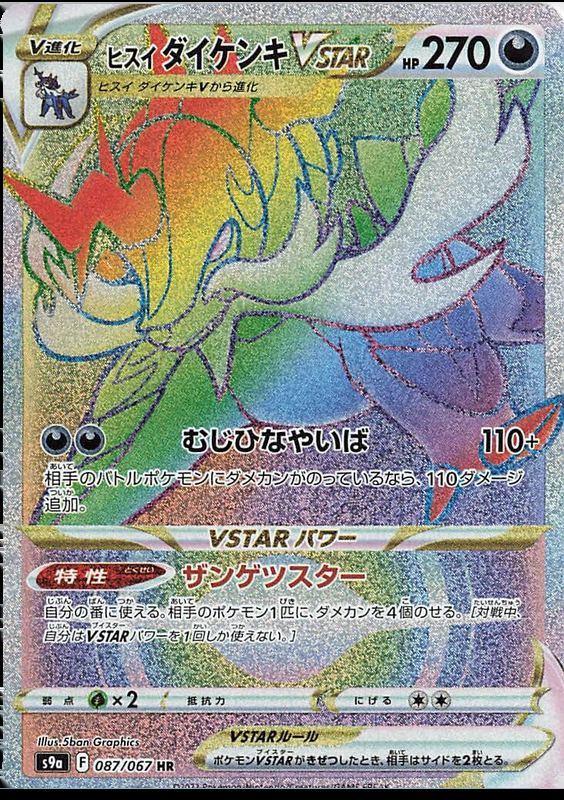 V進化
ヒスイ ダイケンキ VSTAR HP 270
ヒスイ ダイケンキVから進化
むじひなやいば 110+
相手のバトルポケモンにダメカンがのっているなら、110ダメージ
追加。
VSTARパワー
特性 ザンゲツスター
自分の番に使える。相手のポケモン1匹に、ダメカンを4個のせる。[対戦中、
自分はVSTARパワーを1回しか使えない。]
弱点 ×2 抵抗力 にげる
Illus. 5ban Graphics
VSTARルール
s9a F 087/067 HR
ポケモンVSTARがきぜつしたとき、相手はサイドを2枚とる。